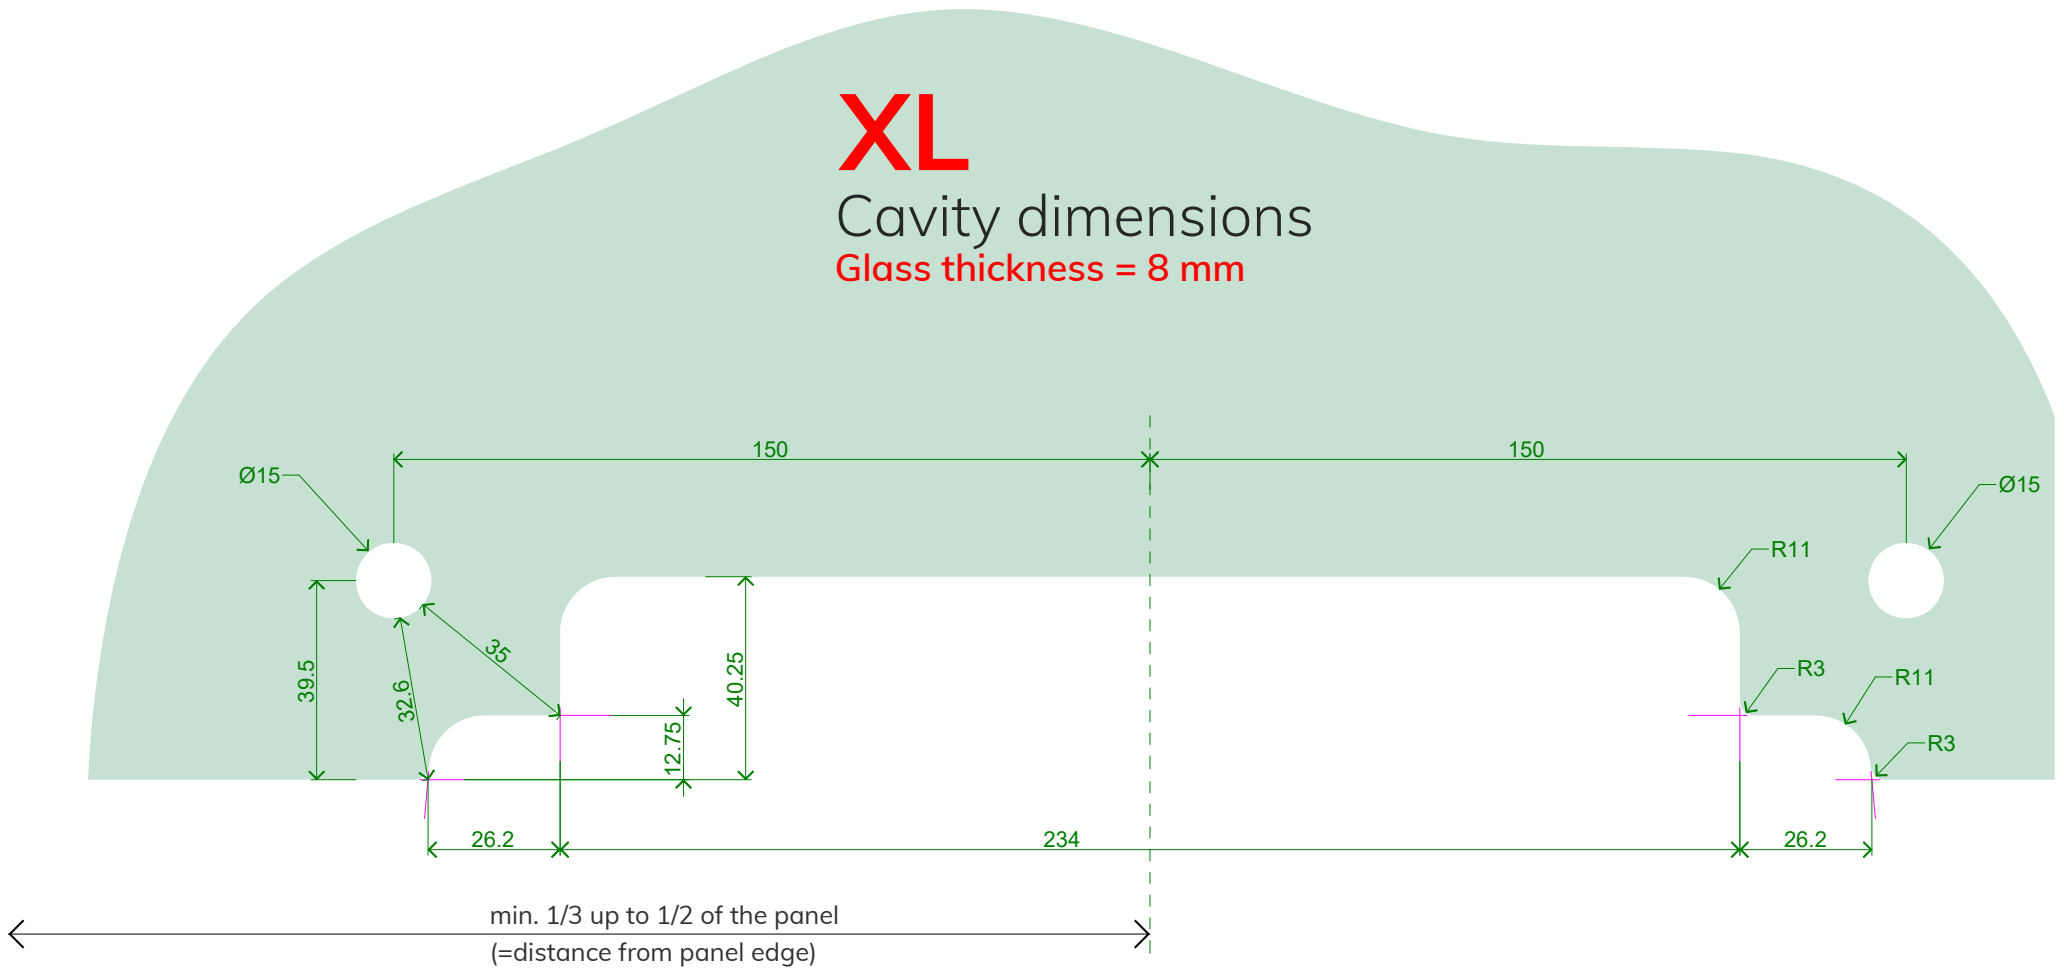 XL
Cavity dimensions
Glass thickness = 8 mm
150
150
Ø15
Ø15
R11
35
39.5
32.6
40.25
12.75
R3
R11
R3
26.2
234
26.2
min. 1/3 up to 1/2 of the panel
(=distance from panel edge)